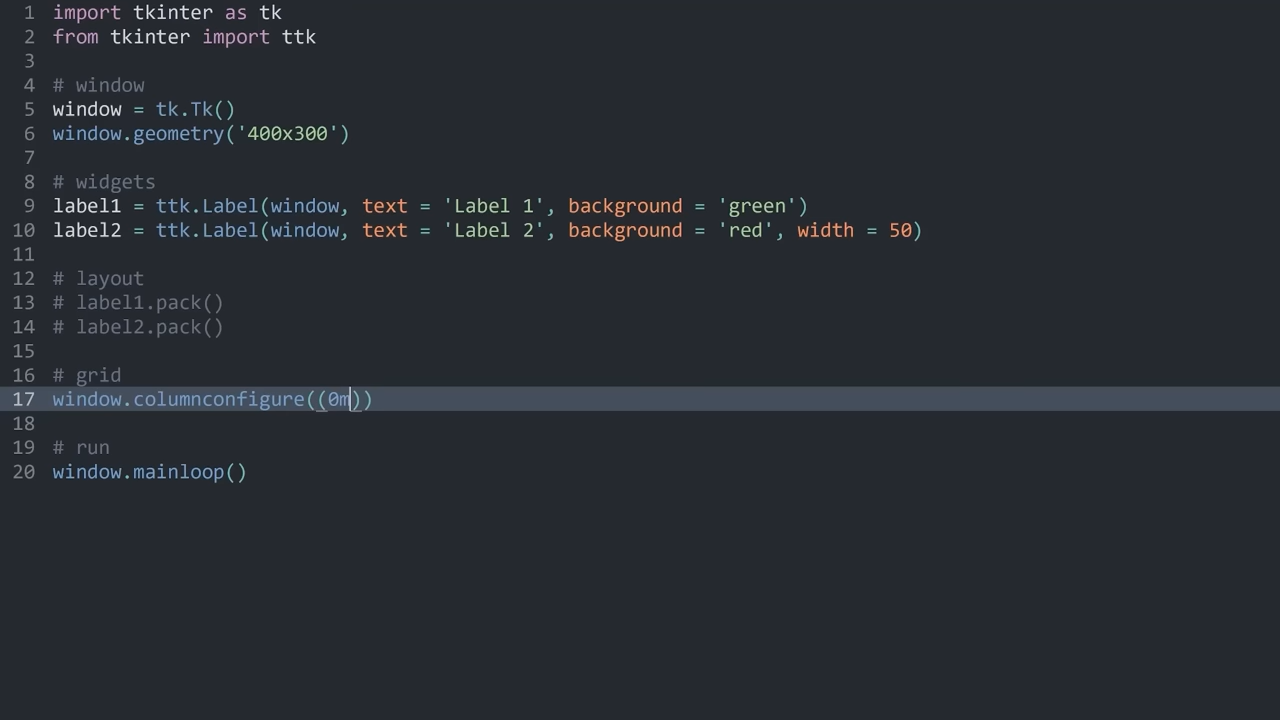 1 import tkinter as tk
2 from tkinter import ttk
3
4 # window
5 window = tk.Tk()
6 window.geometry('400x300')
7
8 # widgets
9 label1 = ttk.Label(window, text = 'Label 1', background = 'green')
10 label2 = ttk.Label(window, text = 'Label 2', background = 'red', width = 50)
11
12 # layout
13 # label1.pack()
14 # label2.pack()
15
16 # grid
17 window.columnconfigure((0m))
18
19 # run
20 window.mainloop()